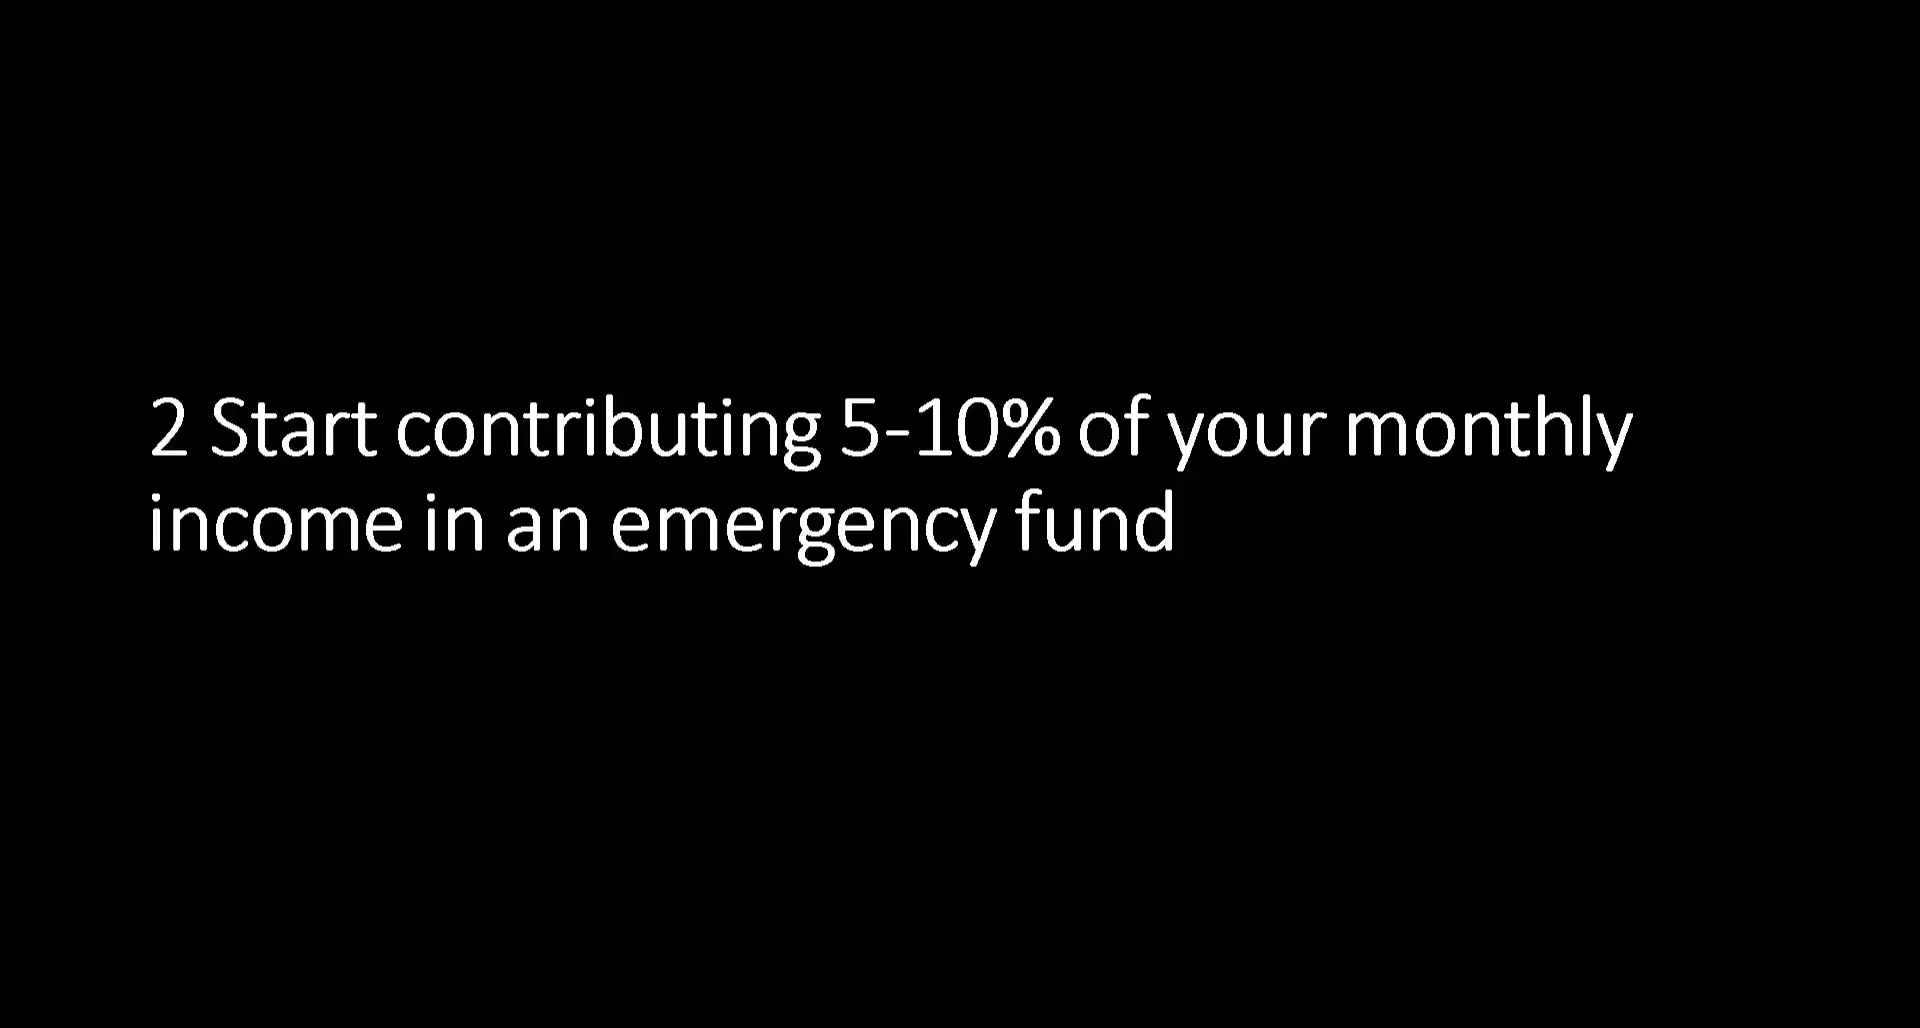 2 Start contributing 5-10% of your monthly
income in an emergency fund